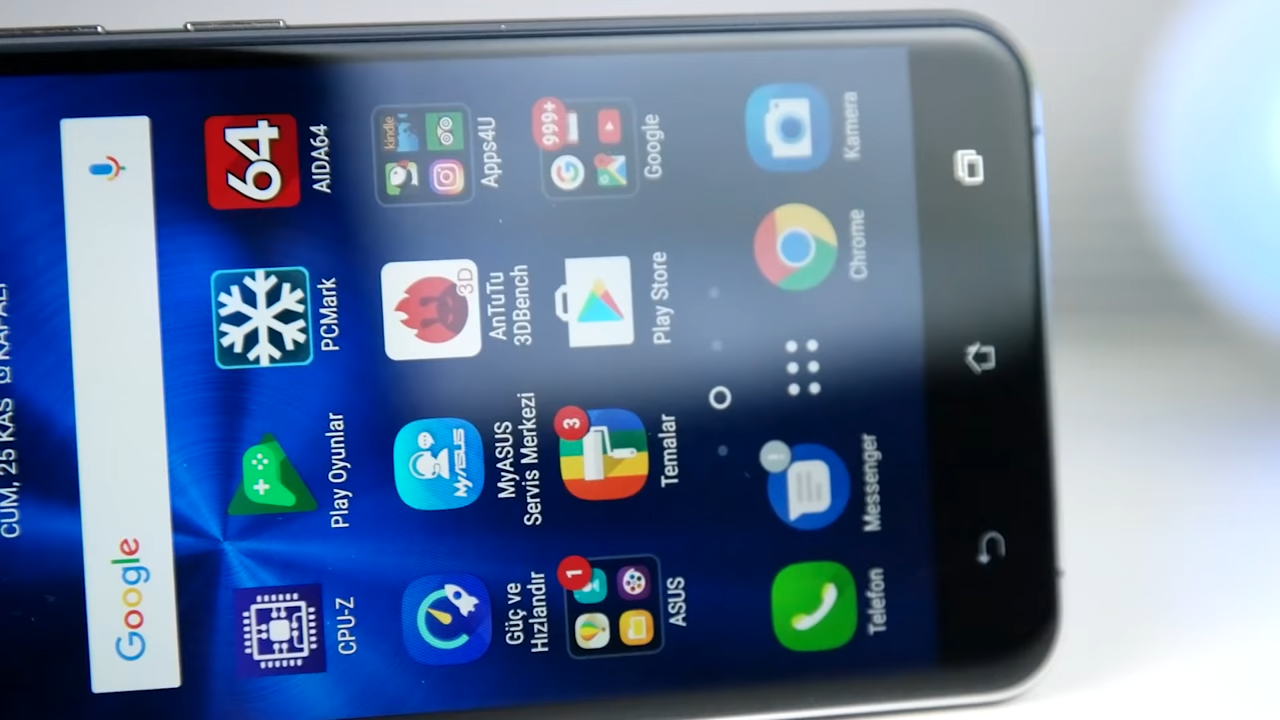 CUM, 25 KAS
Google
CPU-Z
Play Oyunlar
PCMark
64
AIDA64
MyASUS
3D
kindle
Güç ve
Hızlandır
MyASUS
Servis Merkezi
AnTuTu
3DBench
Apps4U
1
3
999+
ASUS
Temalar
Play Store
Google
Telefon
Messenger
Chrome
Kamera